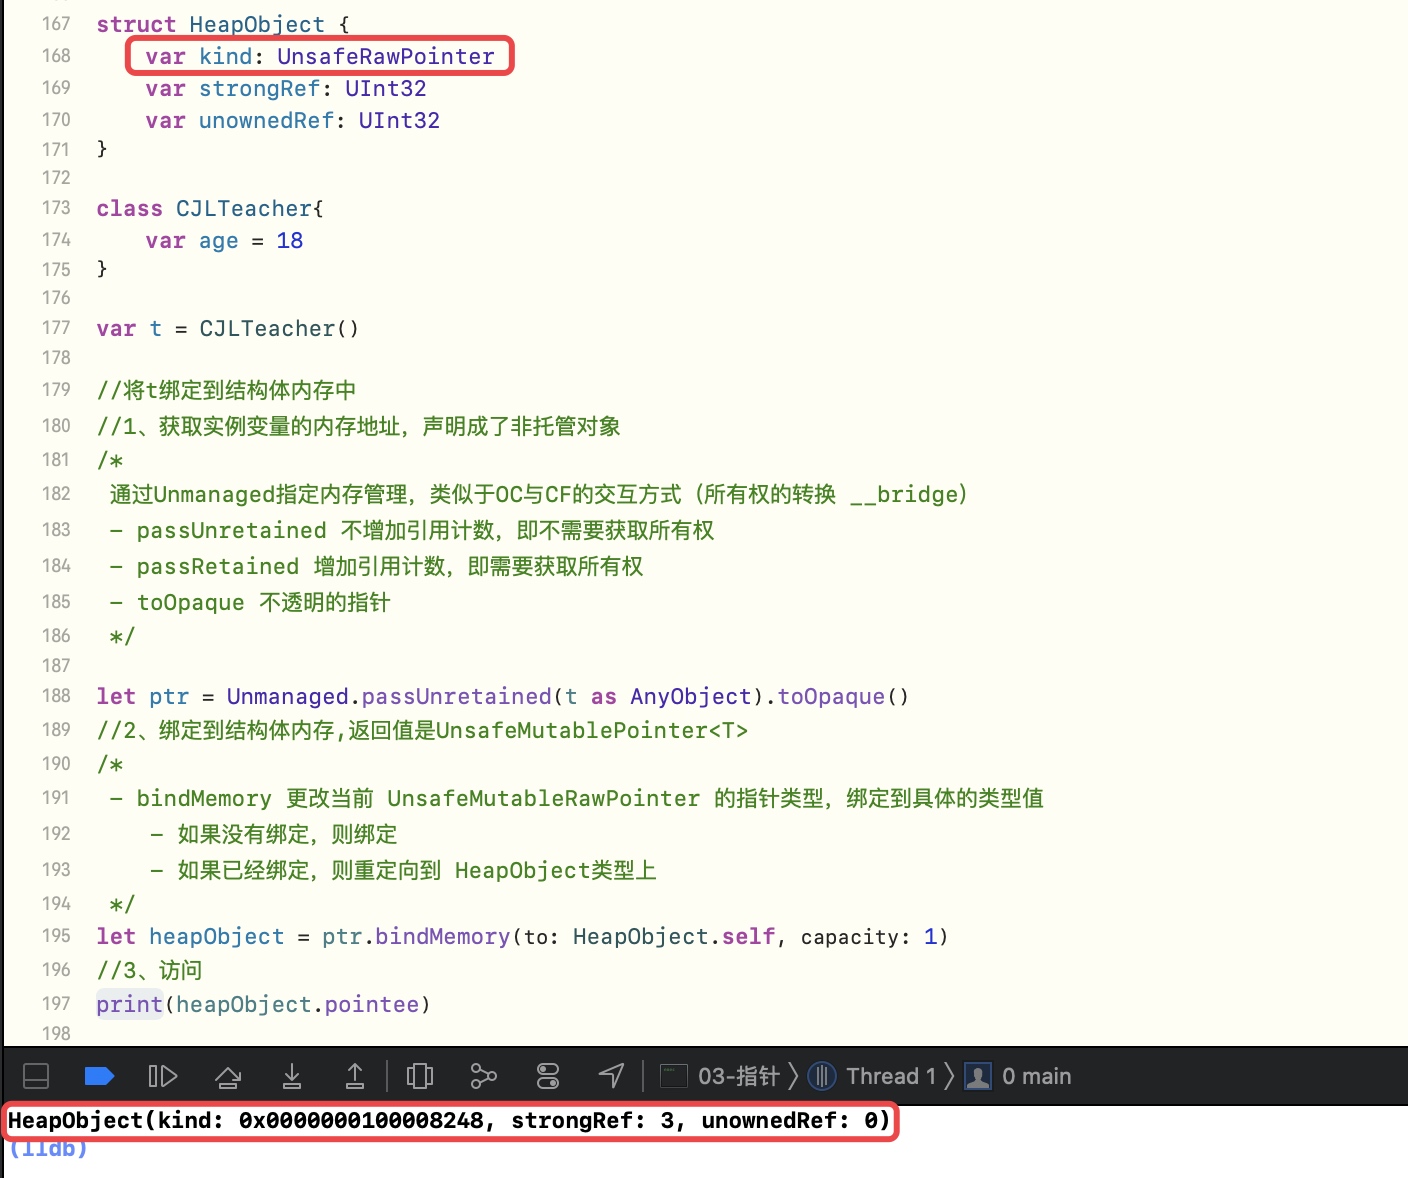 167 struct HeapObject {
168 var kind: UnsafeRawPointer
169 var strongRef: UInt32
170 var unownedRef: UInt32
171 }
172
173 class CJLTeacher{
174 var age = 18
175 }
176
177 var t = CJLTeacher()
178
179 //将t绑定到结构体内存中
180 //1、获取实例变量的内存地址，声明成了非托管对象
181 /*
182 通过Unmanaged指定内存管理，类似于OC与CF的交互方式（所有权的转换 __bridge）
183 - passUnretained 不增加引用计数，即不需要获取所有权
184 - passRetained 增加引用计数，即需要获取所有权
185 - toOpaque 不透明的指针
186 */
187
188 let ptr = Unmanaged.passUnretained(t as AnyObject).toOpaque()
189 //2、绑定到结构体内存,返回值是UnsafeMutablePointer<T>
190 /*
191 - bindMemory 更改当前 UnsafeMutableRawPointer 的指针类型，绑定到具体的类型值
192 - 如果没有绑定，则绑定
193 - 如果已经绑定，则重定向到 HeapObject类型上
194 */
195 let heapObject = ptr.bindMemory(to: HeapObject.self, capacity: 1)
196 //3、访问
197 print(heapObject.pointee)
198
03-指针 〉 Thread 1 〉 0 main
HeapObject(kind: 0x0000000100008248, strongRef: 3, unownedRef: 0)
(lldb)